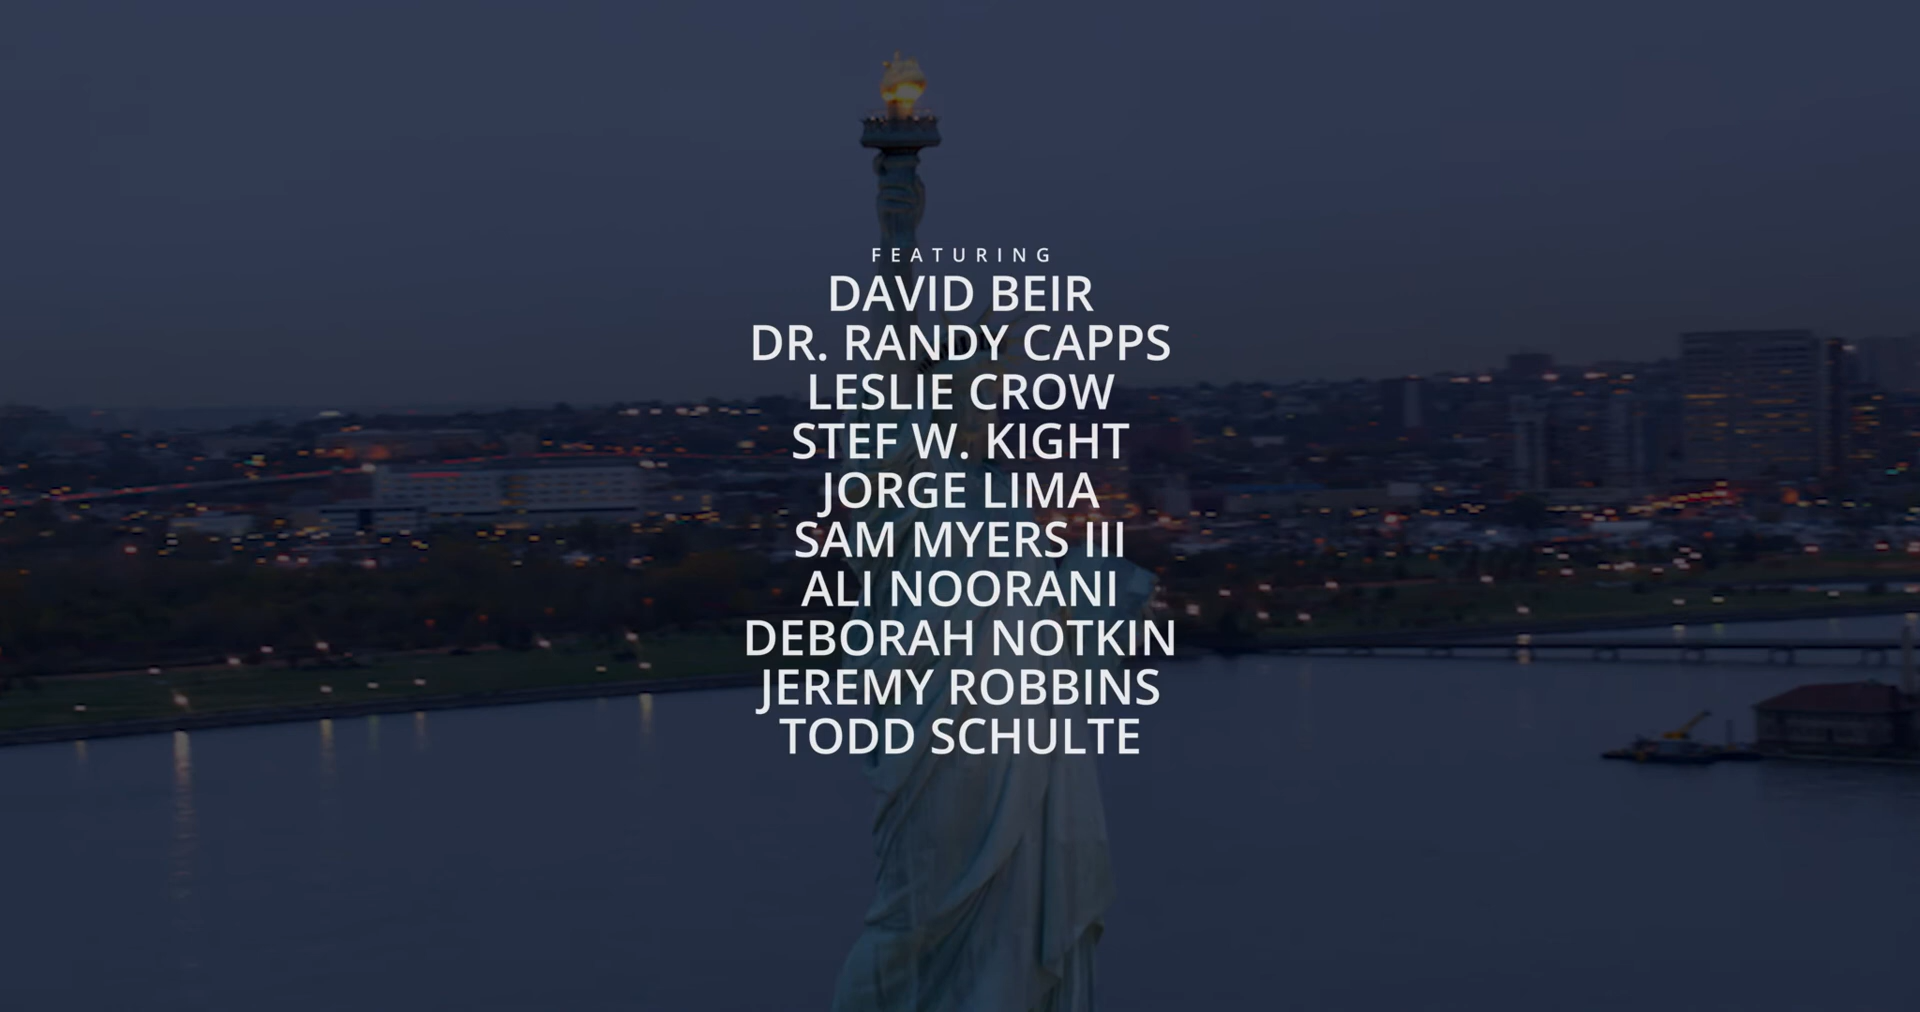 FEATURING
DAVID BEIR
DR. RANDY CAPPS
LESLIE CROW
STEF W. KIGHT
JORGE LIMA
SAM MYERS III
ALI NOORANI
DEBORAH NOTKIN
JEREMY ROBBINS
TODD SCHULTE